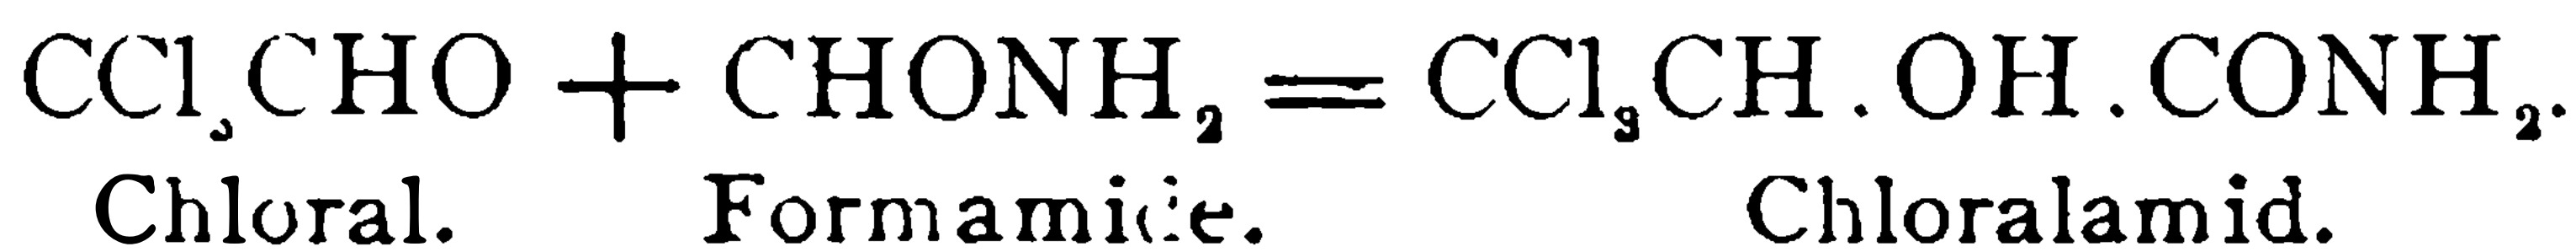 CCl₃CHO + CHONH₂ = CCl₃CH.OH.CONH₂.
Chloral. Formamide. Chloralamid.